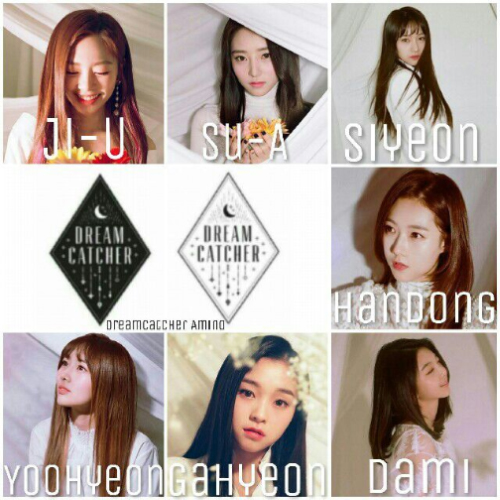 JI-U
SU-A
SIYEON
DREAM
CATCHER
DREAM
CATCHER
HANDONG
DREAMCATCHER AMINO
YOOHYEON
GAHYEON
DAMI